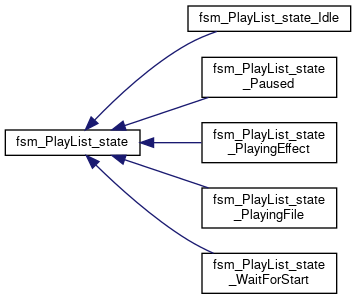 fsm_PlayList_state_Idle
fsm_PlayList_state
_Paused
fsm_PlayList_state
fsm_PlayList_state
_PlayingEffect
fsm_PlayList_state
_PlayingFile
fsm_PlayList_state
_WaitForStart